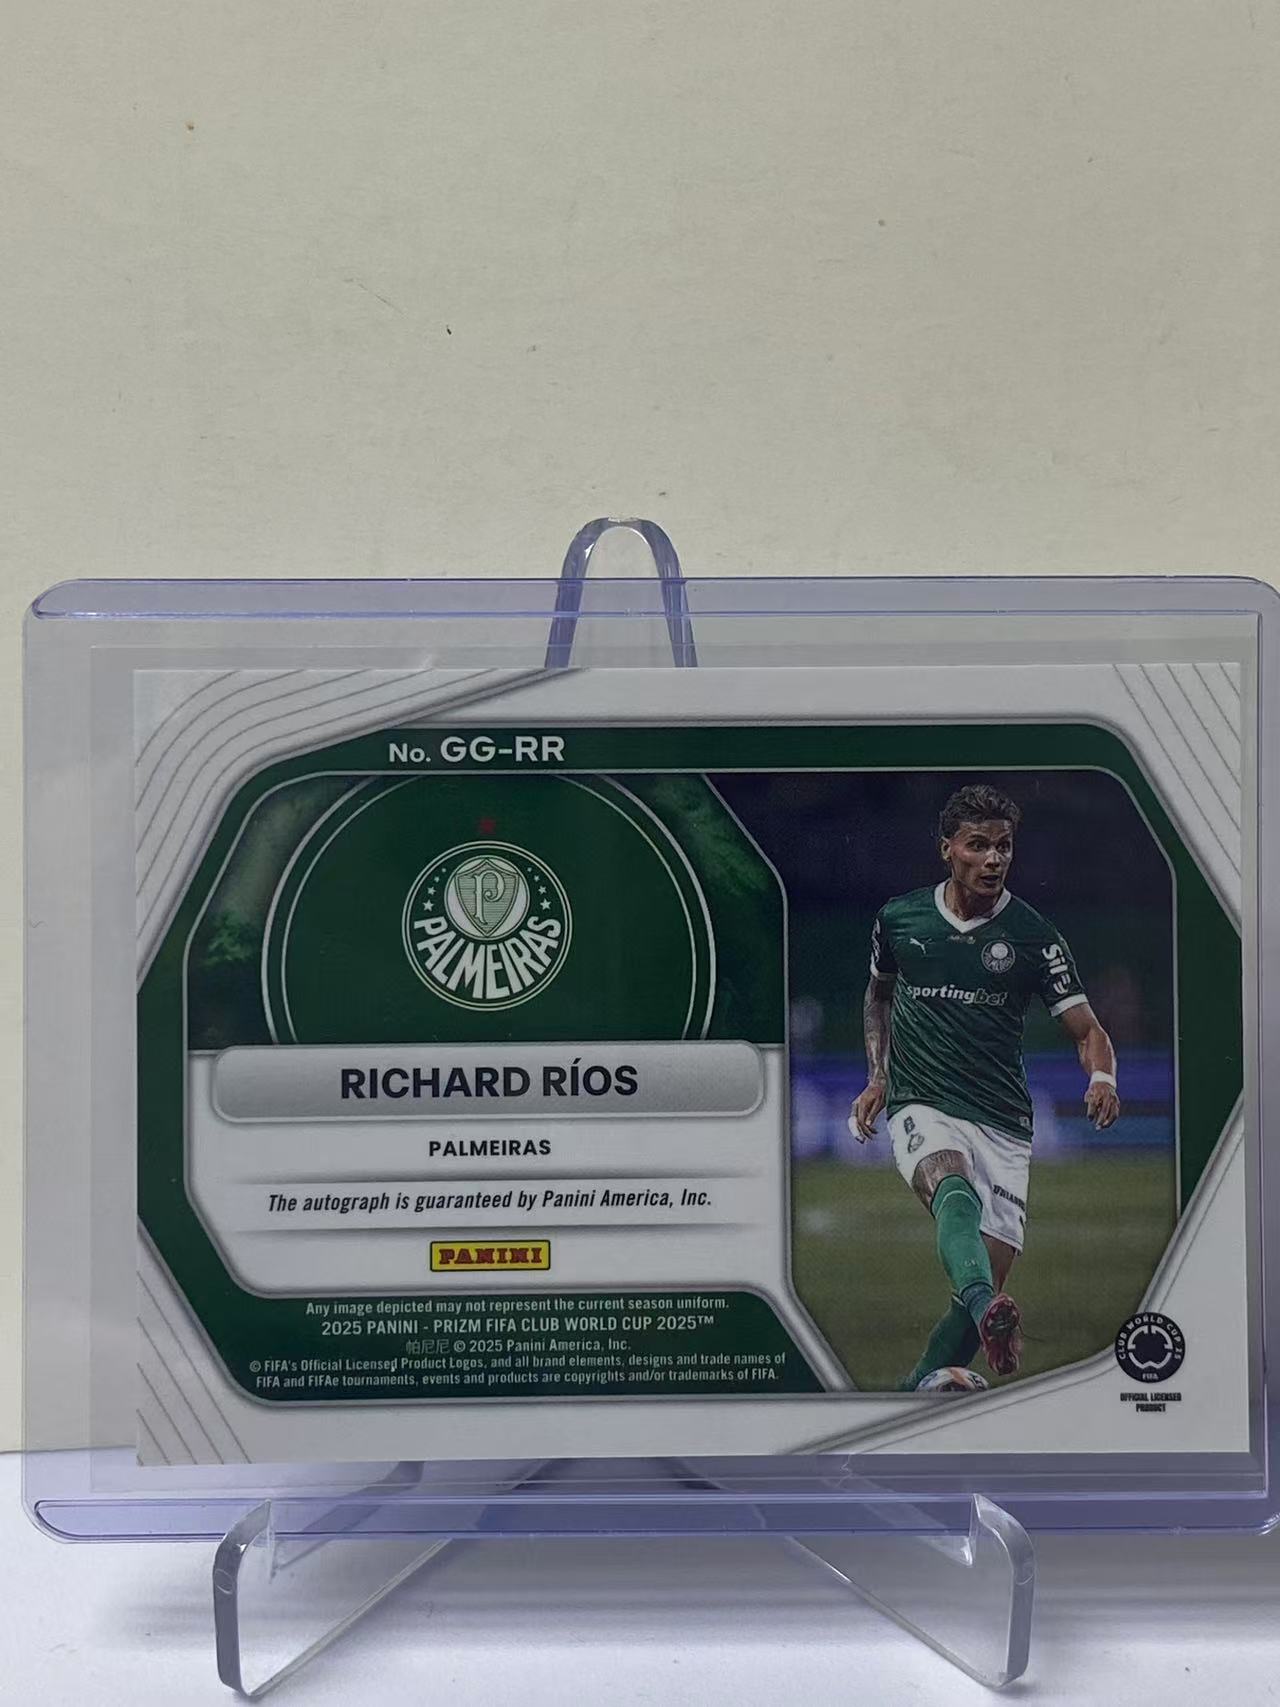 No. GG-RR
PALMEIRAS
RICHARD RÍOS
PALMEIRAS
The autograph is guaranteed by Panini America, Inc.
PANINI
Any image depicted may not represent the current season uniform.
2025 PANINI - PRIZM FIFA CLUB WORLD CUP 2025™
帕尼尼 © 2025 Panini America, Inc.
© FIFA's Official Licensed Product Logos, and all brand elements, designs and trade names of
FIFA and FIFAe tournaments, events and products are copyrights and/or trademarks of FIFA.
sportingbet
Sil
8
CLUB WORLD CUP 25
FIFA
OFFICIAL LICENSED
PRODUCT